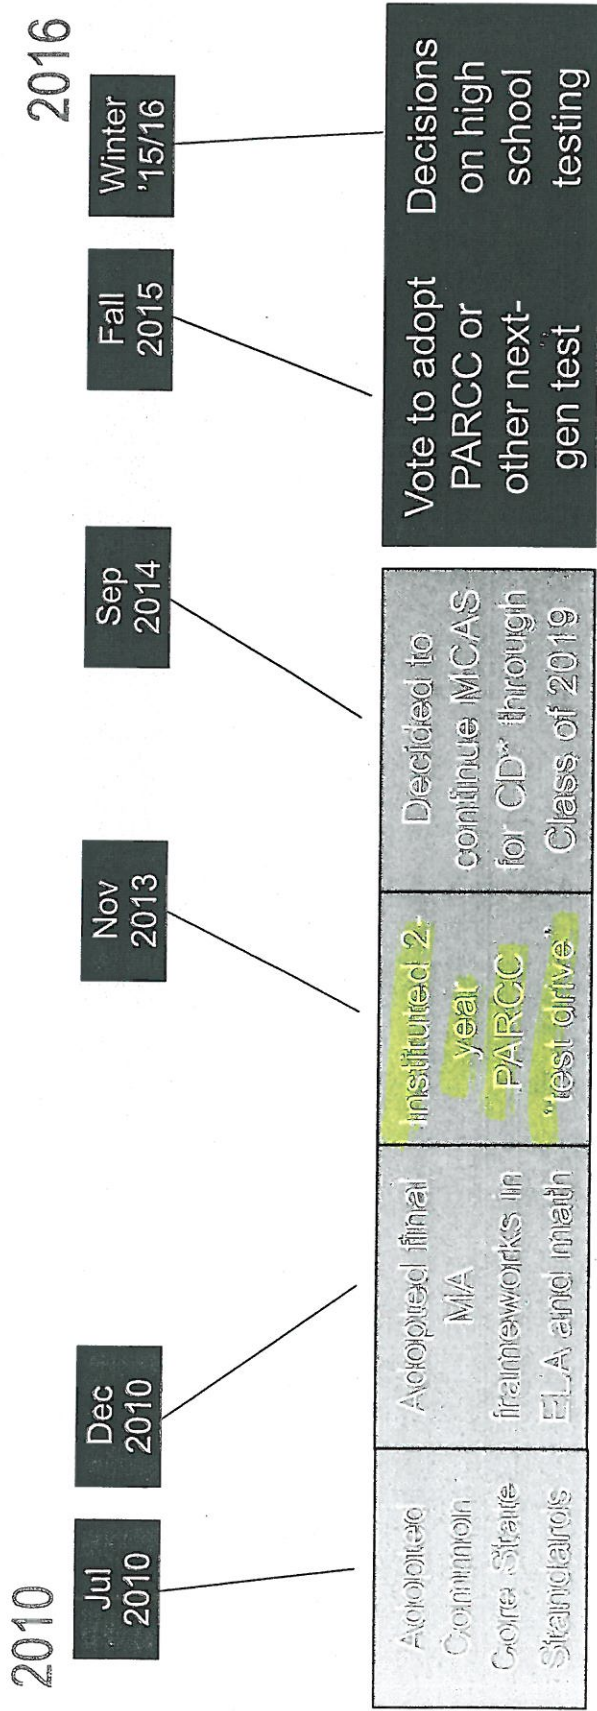 2010
2016
Jul
2010
Dec
2010
Nov
2013
Sep
2014
Fall
2015
Winter
'15/16
Adopted
Common
Core State
Standards
Adopted final
MA
frameworks in
ELA and math
Instituted 2-
year
PARCC
"test drive"
Decided to
continue MCAS
for CD* through
Class of 2019
Vote to adopt
PARCC or
other next-
gen test
Decisions
on high
school
testing